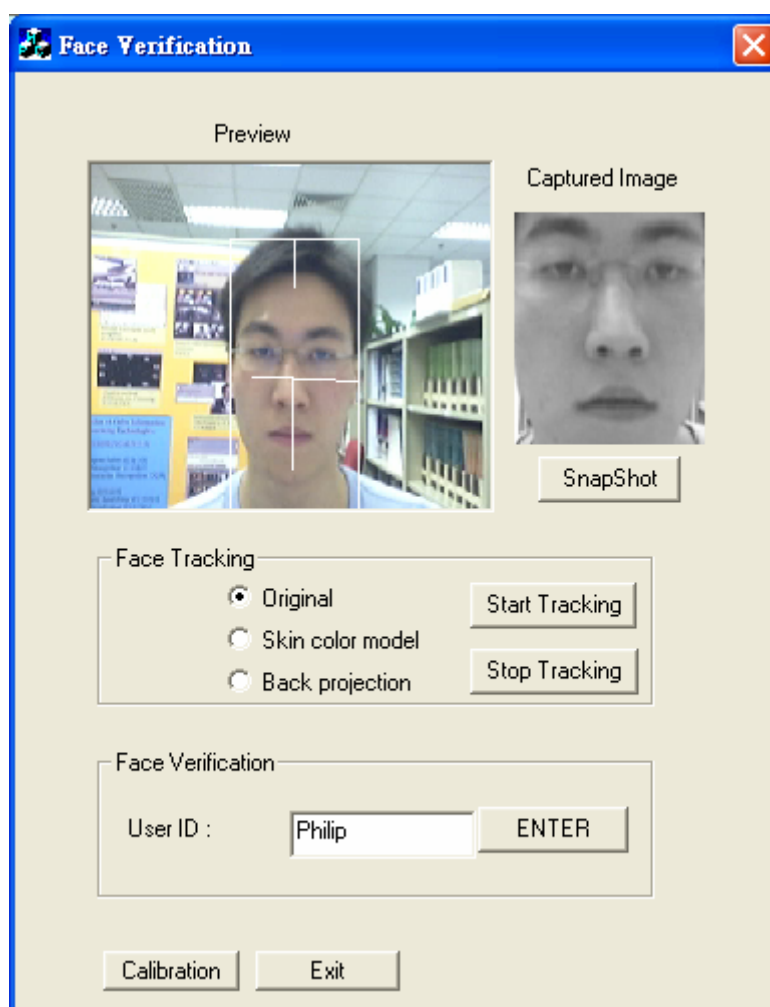 Face Verification
Preview
Captured Image
SnapShot
Face Tracking
Original
Start Tracking
Skin color model
Stop Tracking
Back projection
Face Verification
User ID :
Philip
ENTER
Calibration
Exit